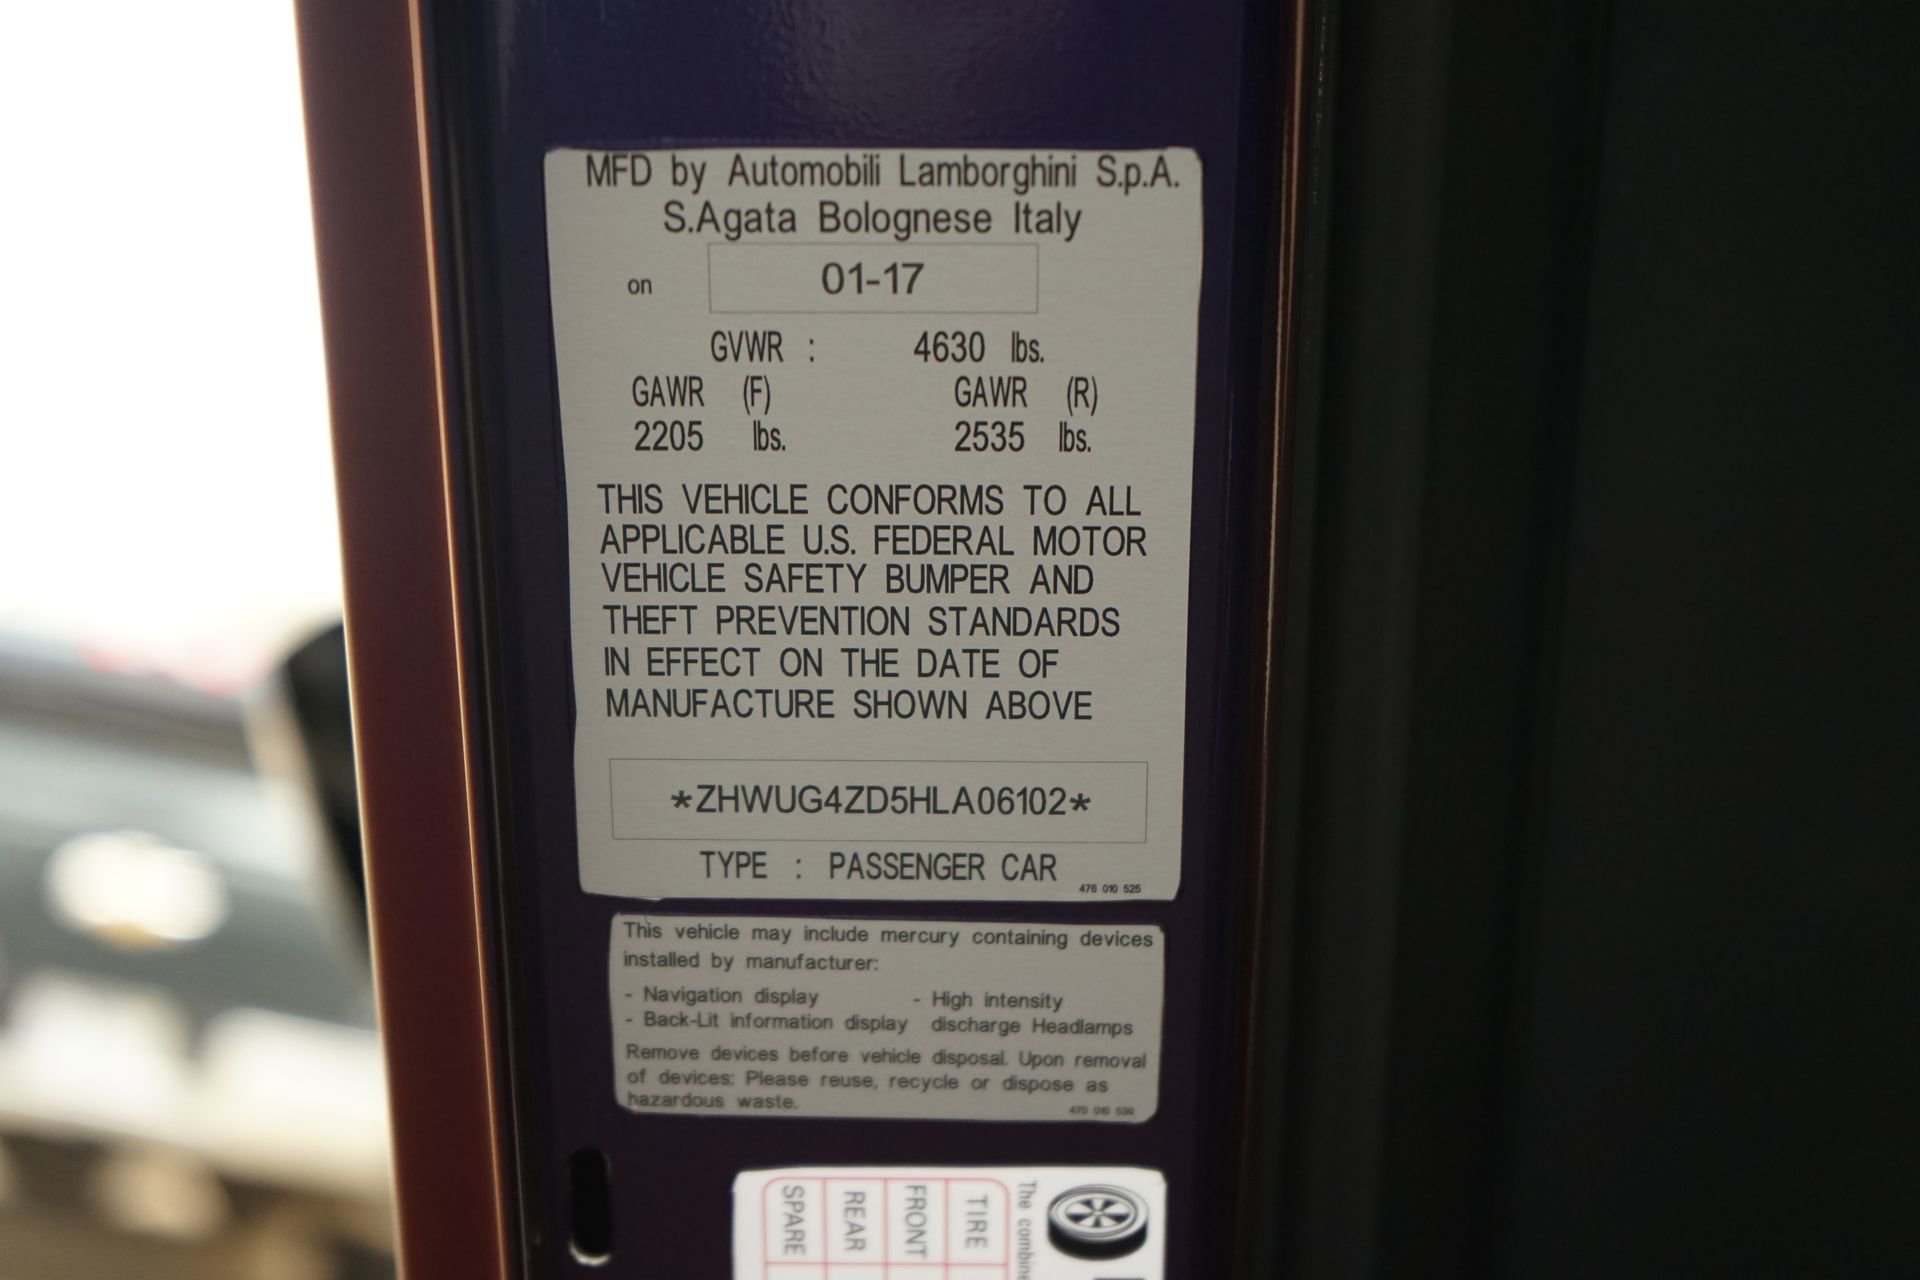 MFD by Automobili Lamborghini S.p.A.
S.Agata Bolognese Italy
on 01-17
GVWR : 4630 lbs.
GAWR (F) GAWR (R)
2205 lbs. 2535 lbs.
THIS VEHICLE CONFORMS TO ALL
APPLICABLE U.S. FEDERAL MOTOR
VEHICLE SAFETY BUMPER AND
THEFT PREVENTION STANDARDS
IN EFFECT ON THE DATE OF
MANUFACTURE SHOWN ABOVE
*ZHWUG4ZD5HLA06102*
TYPE : PASSENGER CAR
476 010 525
This vehicle may include mercury containing devices
installed by manufacturer:
- Navigation display - High intensity
- Back-Lit information display discharge Headlamps
Remove devices before vehicle disposal. Upon removal
of devices: Please reuse, recycle or dispose as
hazardous waste.
The
TIRE
FRONT
REAR
SPARE